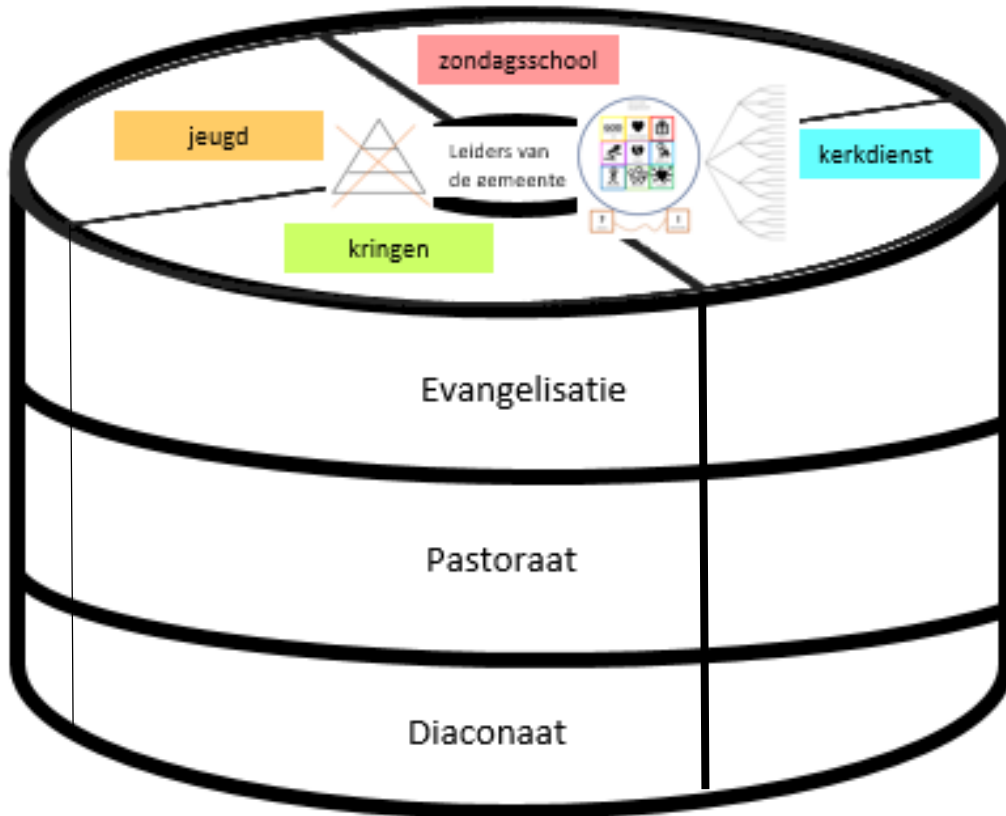 zondagsschool
jeugd
kerkdienst
Leiders van
de gemeente
kringen
? !
Evangelisatie
Pastoraat
Diaconaat